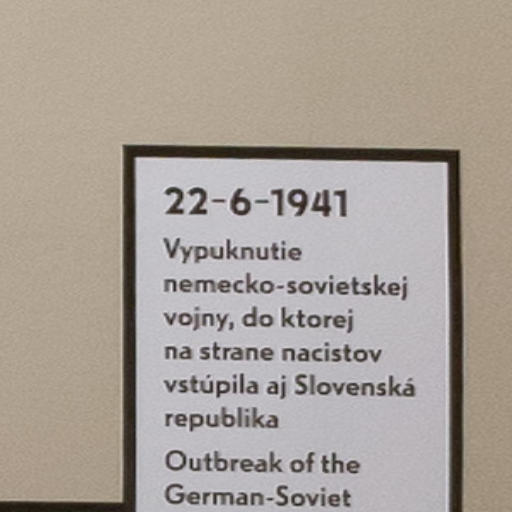 22-6-1941
Vypuknutie
nemecko-sovietskej
vojny, do ktorej
na strane nacistov
vstúpila aj Slovenská
republika
Outbreak of the
German-Soviet